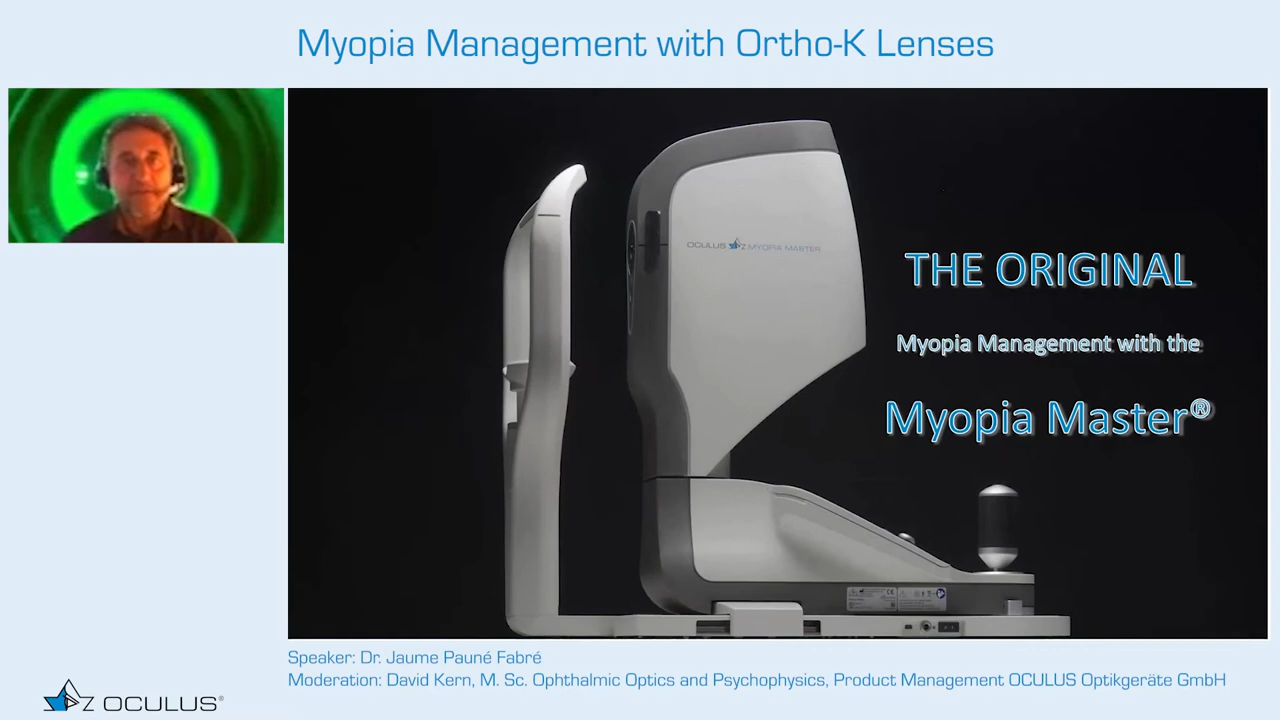 Myopia Management with Ortho-K Lenses
OCULUS MYOPIA MASTER
THE ORIGINAL
Myopia Management with the
Myopia Master®
Speaker: Dr. Jaume Pauné Fabré
Moderation: David Kern, M. Sc. Ophthalmic Optics and Psychophysics, Product Management OCULUS Optikgeräte GmbH
OCULUS®